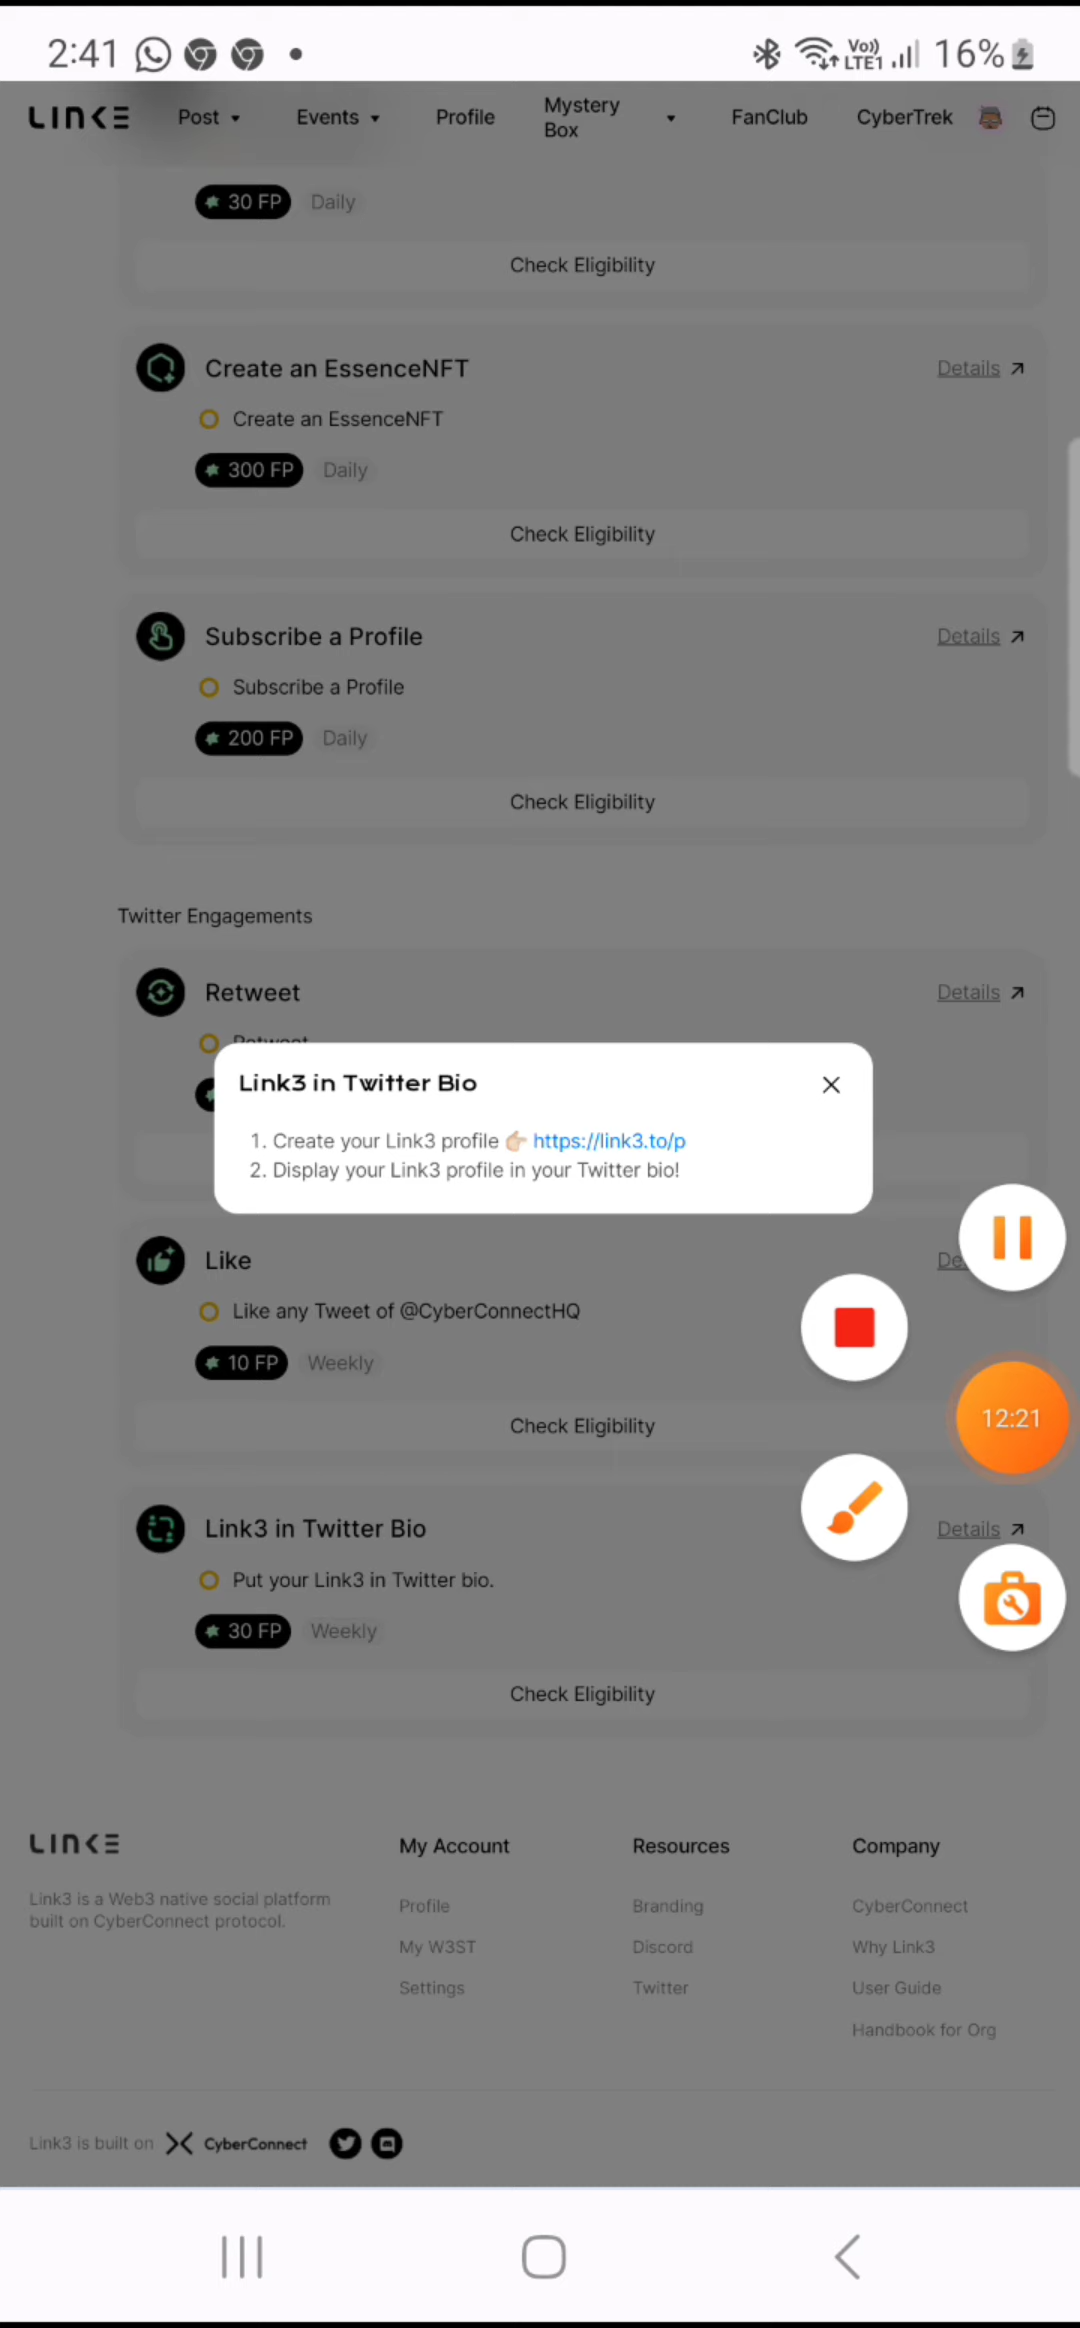 2:41
Vo))
LTE1
16%
LINK3
Post
Events
Profile
Mystery
Box
FanClub
CyberTrek
30 FP
Daily
Check Eligibility
Create an EssenceNFT
Details
Create an EssenceNFT
300 FP
Daily
Check Eligibility
Subscribe a Profile
Details
Subscribe a Profile
200 FP
Daily
Check Eligibility
Twitter Engagements
Retweet
Details
Retweet
Link3 in Twitter Bio
1. Create your Link3 profile 👉🏻 https://link3.to/p
2. Display your Link3 profile in your Twitter bio!
Like
Like any Tweet of @CyberConnectHQ
10 FP
Weekly
Check Eligibility
12:21
Link3 in Twitter Bio
Details
Put your Link3 in Twitter bio.
30 FP
Weekly
Check Eligibility
LINK3
Link3 is a Web3 native social platform
built on CyberConnect protocol.
My Account
Profile
My W3ST
Settings
Resources
Branding
Discord
Twitter
Company
CyberConnect
Why Link3
User Guide
Handbook for Org
Link3 is built on CyberConnect